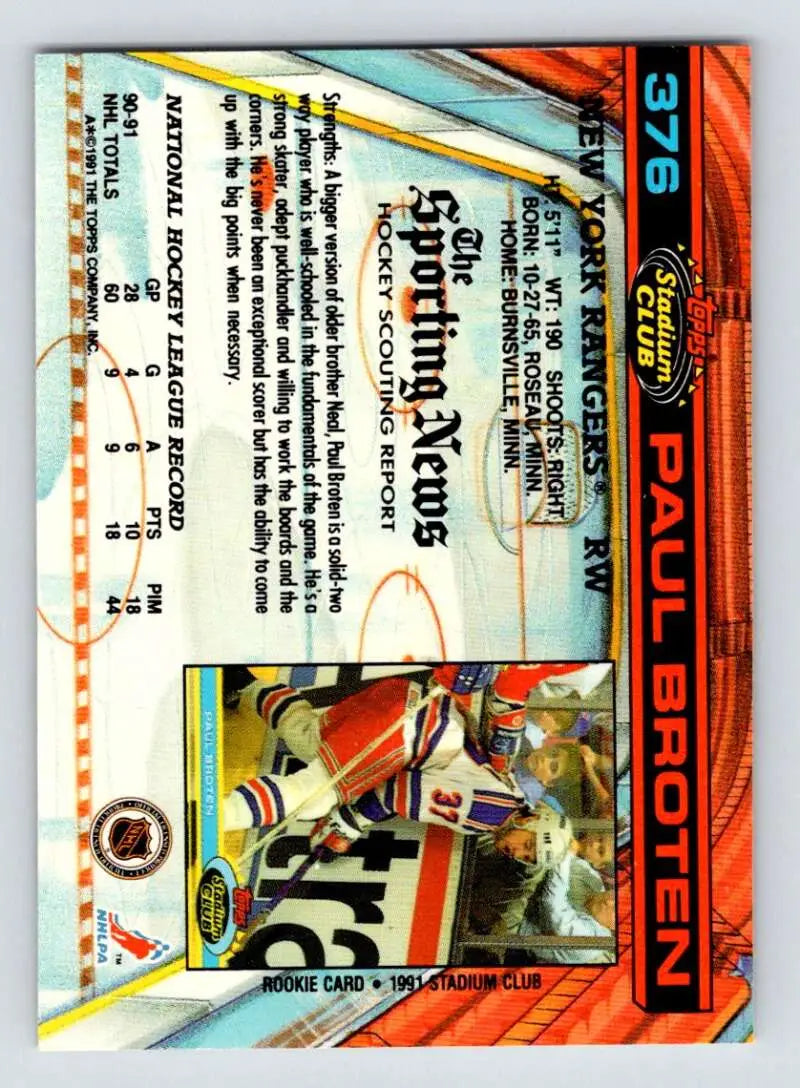 376
topps
Stadium
CLUB
PAUL BROTEN
NEW YORK RANGERS® RW
HT: 5'11" WT: 190 SHOOTS: RIGHT
BORN: 10-27-65, ROSEAU, MINN.
HOME: BURNSVILLE, MINN.
The
Sporting News
HOCKEY SCOUTING REPORT
Strengths: A bigger version of older brother Neal, Paul Broten is a solid-two
way player who is well-schooled in the fundamentals of the game. He's a
strong skater, adept puckhandler and willing to work the boards and the
corners. He's never been an exceptional scorer but has the ability to come
up with the big points when necessary.
NATIONAL HOCKEY LEAGUE RECORD
GP G A PTS PIM
90-91 28 4 6 10 18
NHL TOTALS 60 9 9 18 44
A*©1991 THE TOPPS COMPANY, INC.
37
tra
PAUL BROTEN
topps
Stadium
CLUB
ROOKIE CARD • 1991 STADIUM CLUB
NHL
NHLPA
TM